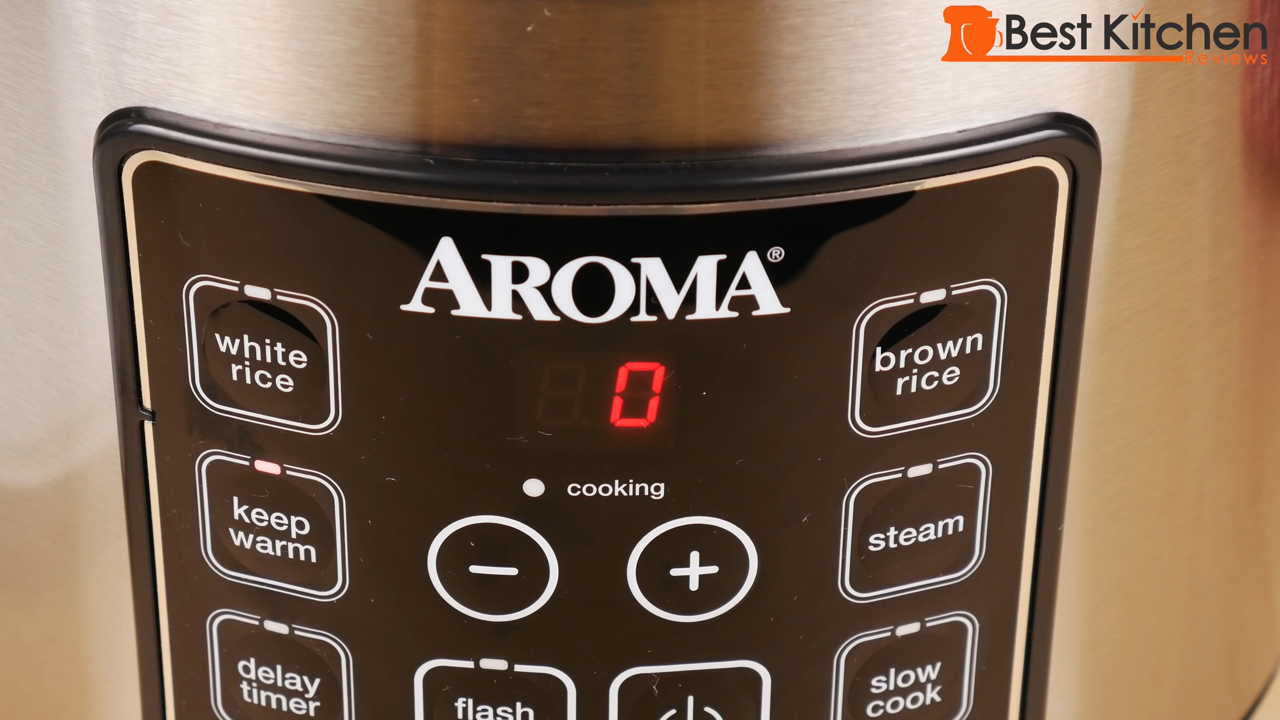 Best Kitchen
Reviews
AROMA®
white
rice
brown
rice
0
cooking
keep
warm
steam
− +
delay
timer
flash
slow
cook